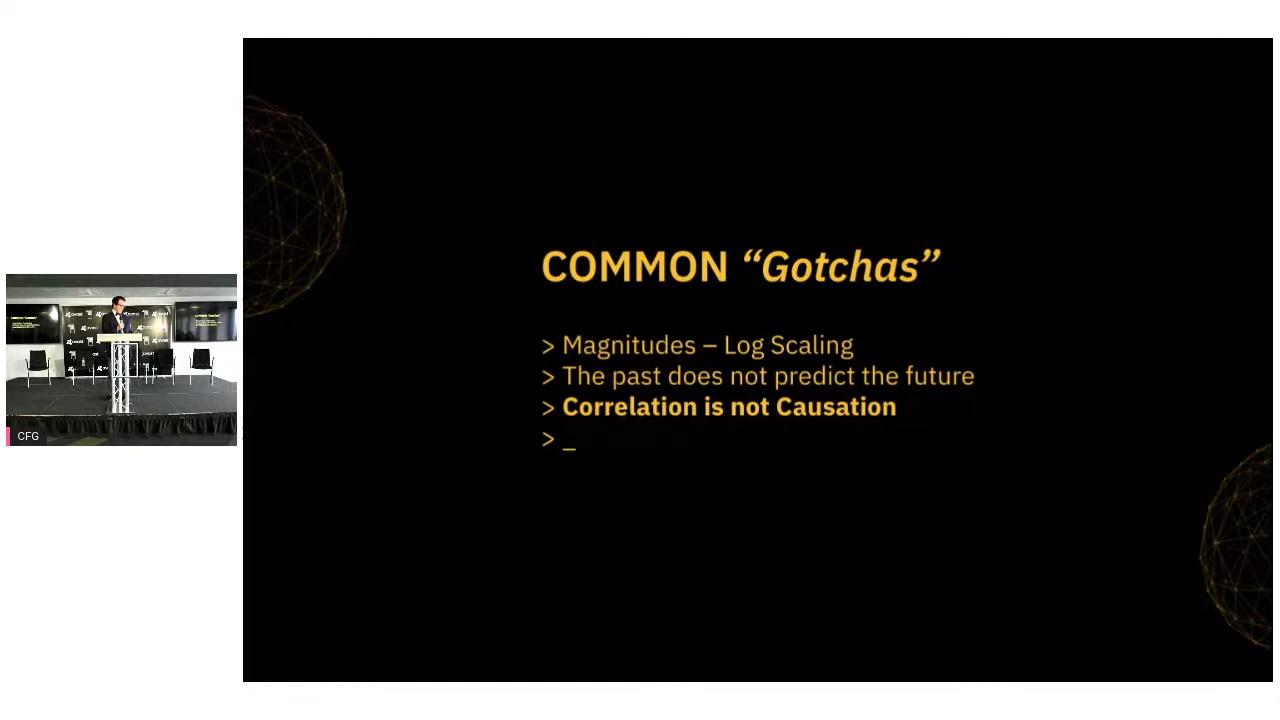 COMMON “Gotchas”
> Magnitudes – Log Scaling
> The past does not predict the future
> Correlation is not Causation
> _
CFG